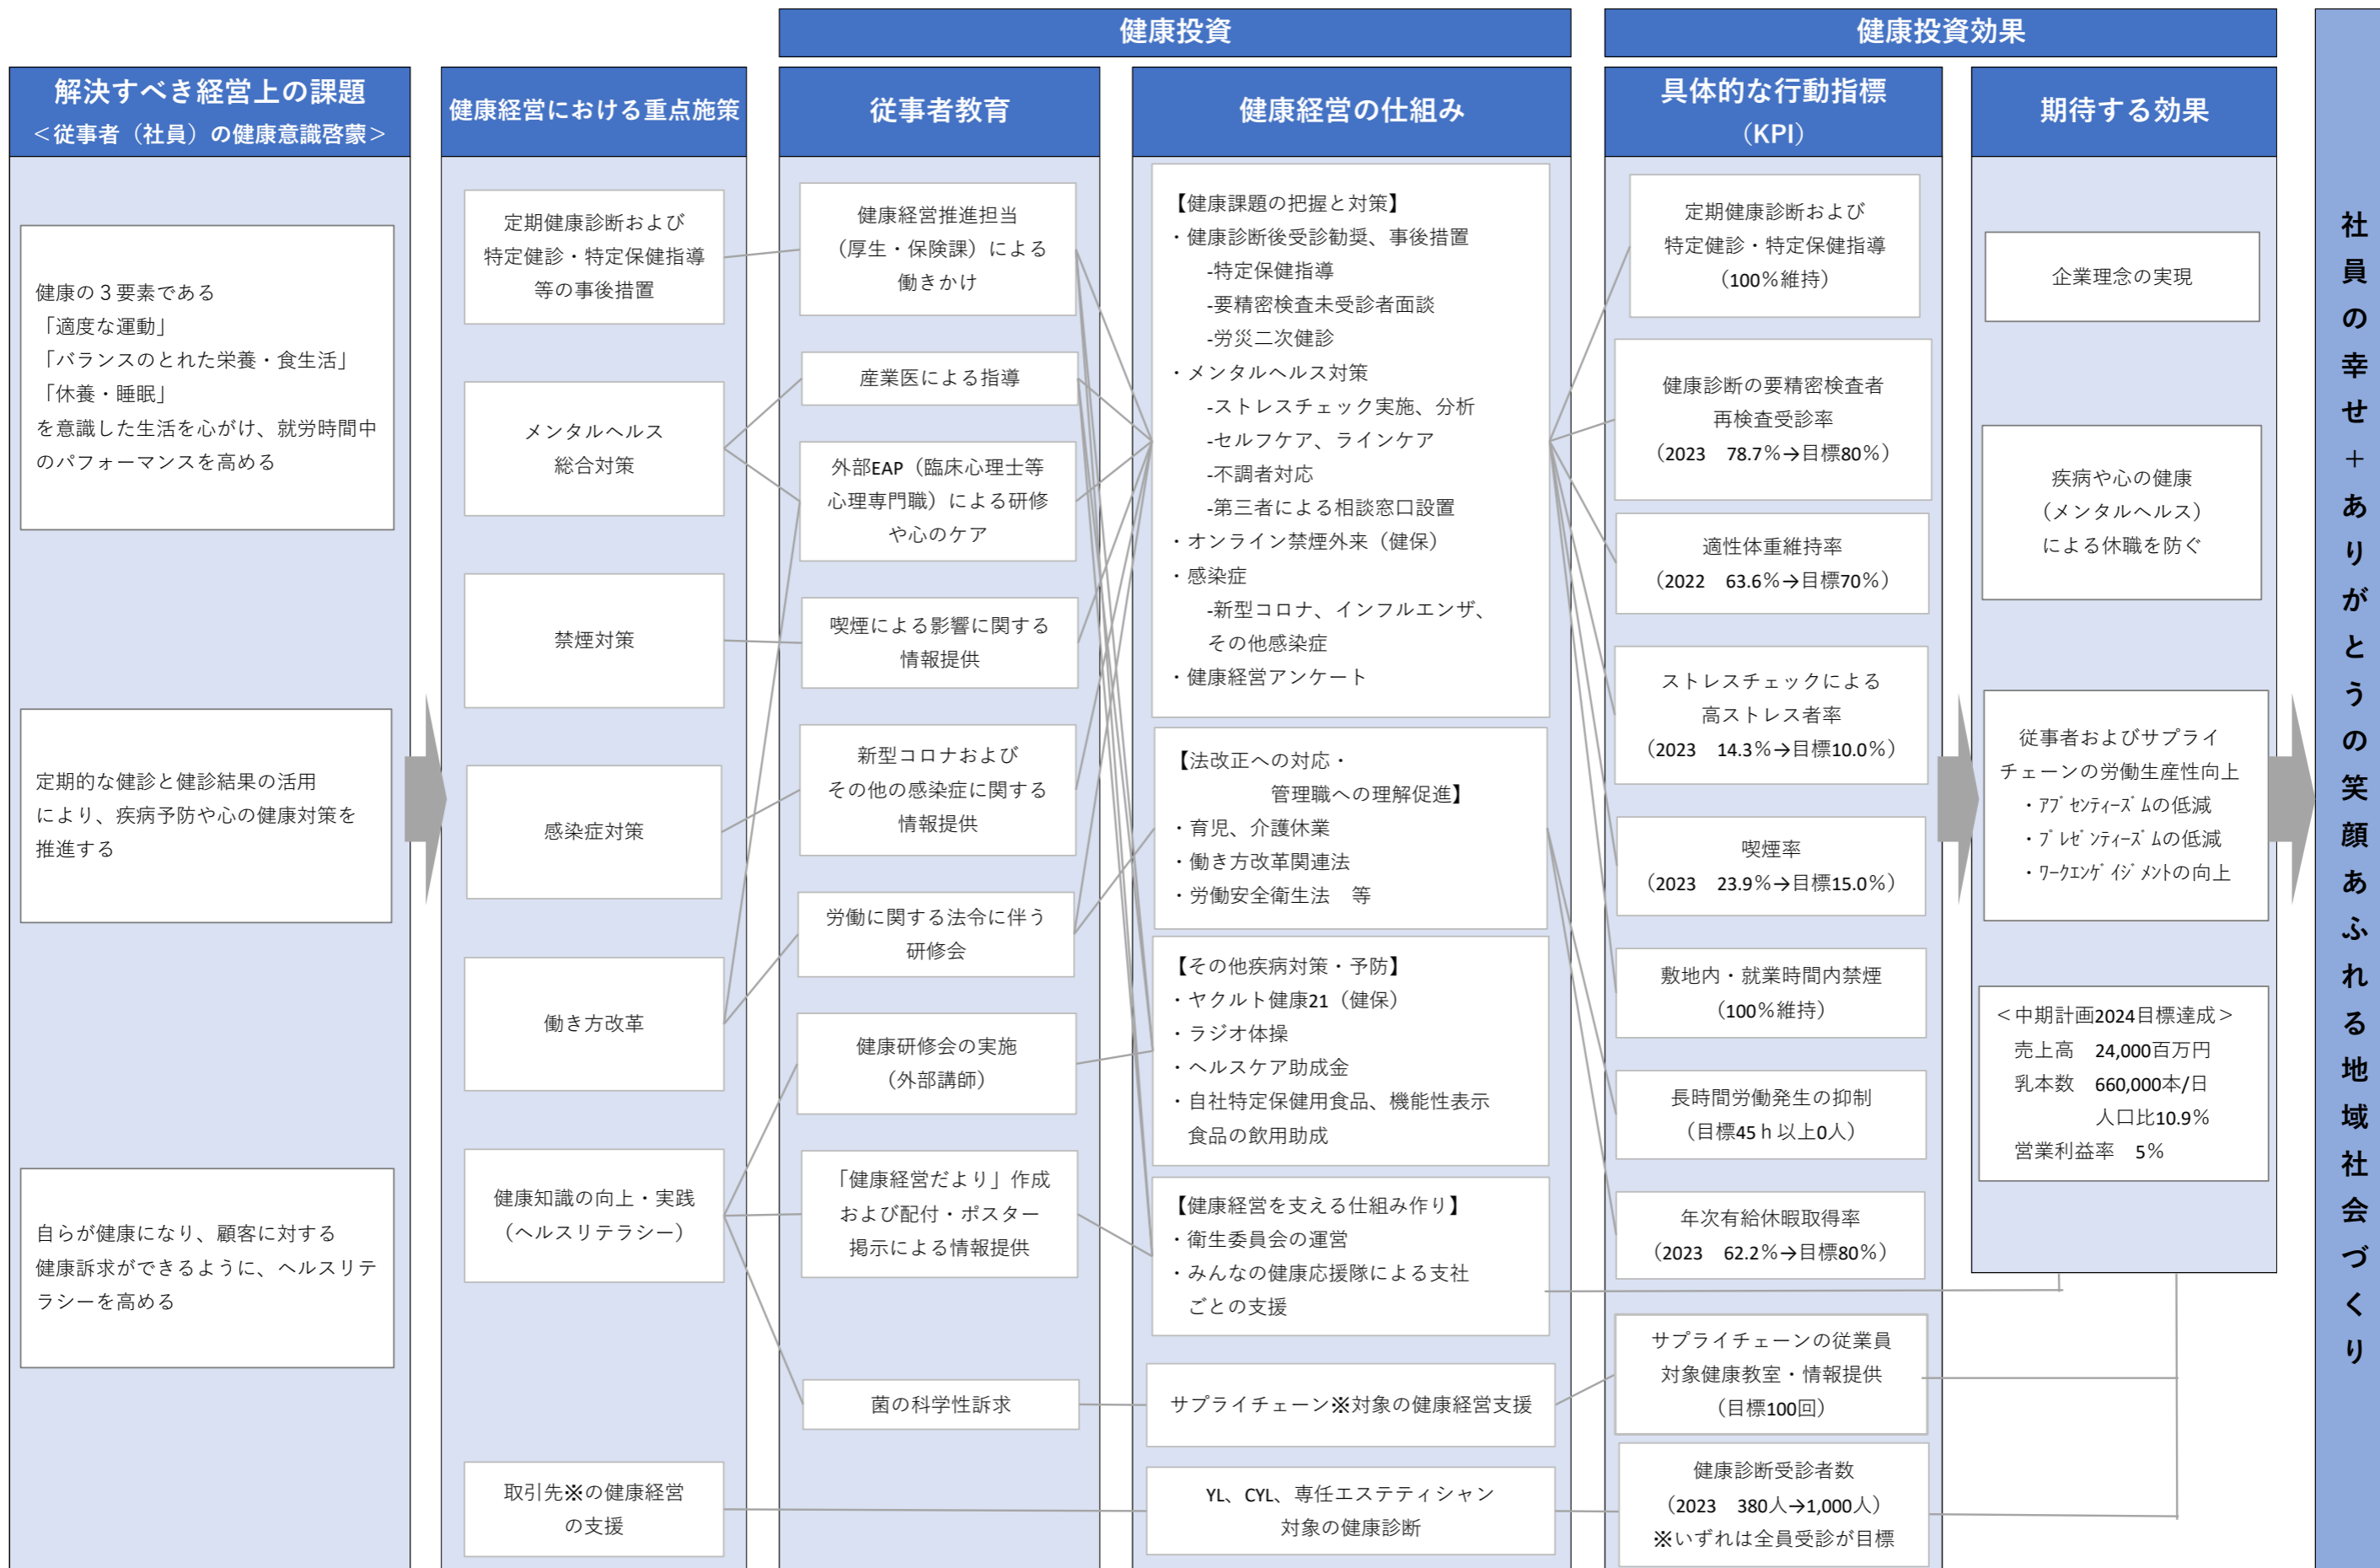 健康投資
健康投資効果
解決すべき経営上の課題
＜従事者（社員）の健康意識啓蒙＞
健康の３要素である
「適度な運動」
「バランスのとれた栄養・食生活」
「休養・睡眠」
を意識した生活を心がけ、就労時間中
のパフォーマンスを高める
定期的な健診と健診結果の活用
により、疾病予防や心の健康対策を
推進する
自らが健康になり、顧客に対する
健康訴求ができるように、ヘルスリテ
ラシーを高める
健康経営における重点施策
定期健康診断および
特定健診・特定保健指導
等の事後措置
メンタルヘルス
総合対策
禁煙対策
感染症対策
働き方改革
健康知識の向上・実践
（ヘルスリテラシー）
取引先※の健康経営
の支援
従事者教育
健康経営推進担当
（厚生・保険課）による
働きかけ
産業医による指導
外部EAP（臨床心理士等
心理専門職）による研修
や心のケア
喫煙による影響に関する
情報提供
新型コロナおよび
その他の感染症に関する
情報提供
労働に関する法令に伴う
研修会
健康研修会の実施
（外部講師）
「健康経営だより」作成
および配付・ポスター
掲示による情報提供
菌の科学性訴求
健康経営の仕組み
【健康課題の把握と対策】
・健康診断後受診勧奨、事後措置
-特定保健指導
-要精密検査未受診者面談
-労災二次健診
・メンタルヘルス対策
-ストレスチェック実施、分析
-セルフケア、ラインケア
-不調者対応
-第三者による相談窓口設置
・オンライン禁煙外来（健保）
・感染症
-新型コロナ、インフルエンザ、
その他感染症
・健康経営アンケート
【法改正への対応・
管理職への理解促進】
・育児、介護休業
・働き方改革関連法
・労働安全衛生法　等
【その他疾病対策・予防】
・ヤクルト健康21（健保）
・ラジオ体操
・ヘルスケア助成金
・自社特定保健用食品、機能性表示
食品の飲用助成
【健康経営を支える仕組み作り】
・衛生委員会の運営
・みんなの健康応援隊による支社
ごとの支援
サプライチェーン※対象の健康経営支援
YL、CYL、専任エステティシャン
対象の健康診断
具体的な行動指標
（KPI）
定期健康診断および
特定健診・特定保健指導
（100％維持）
健康診断の要精密検査者
再検査受診率
（2023　78.7％→目標80％）
適性体重維持率
（2022　63.6％→目標70％）
ストレスチェックによる
高ストレス者率
（2023　14.3％→目標10.0％）
喫煙率
（2023　23.9％→目標15.0％）
敷地内・就業時間内禁煙
（100％維持）
長時間労働発生の抑制
（目標45ｈ以上0人）
年次有給休暇取得率
（2023　62.2％→目標80％）
サプライチェーンの従業員
対象健康教室・情報提供
（目標100回）
健康診断受診者数
（2023　380人→1,000人）
※いずれは全員受診が目標
期待する効果
企業理念の実現
疾病や心の健康
（メンタルヘルス）
による休職を防ぐ
従事者およびサプライ
チェーンの労働生産性向上
・ｱﾌﾞｾﾝﾃｨｰｽﾞﾑの低減
・ﾌﾟﾚｾﾞﾝﾃｨｰｽﾞﾑの低減
・ﾜｰｸｴﾝｹﾞｲｼﾞﾒﾝﾄの向上
＜中期計画2024目標達成＞
売上高　24,000百万円
乳本数　660,000本/日
人口比10.9％
営業利益率　5％
社員の幸せ＋ありがとうの笑顔あふれる地域社会づくり